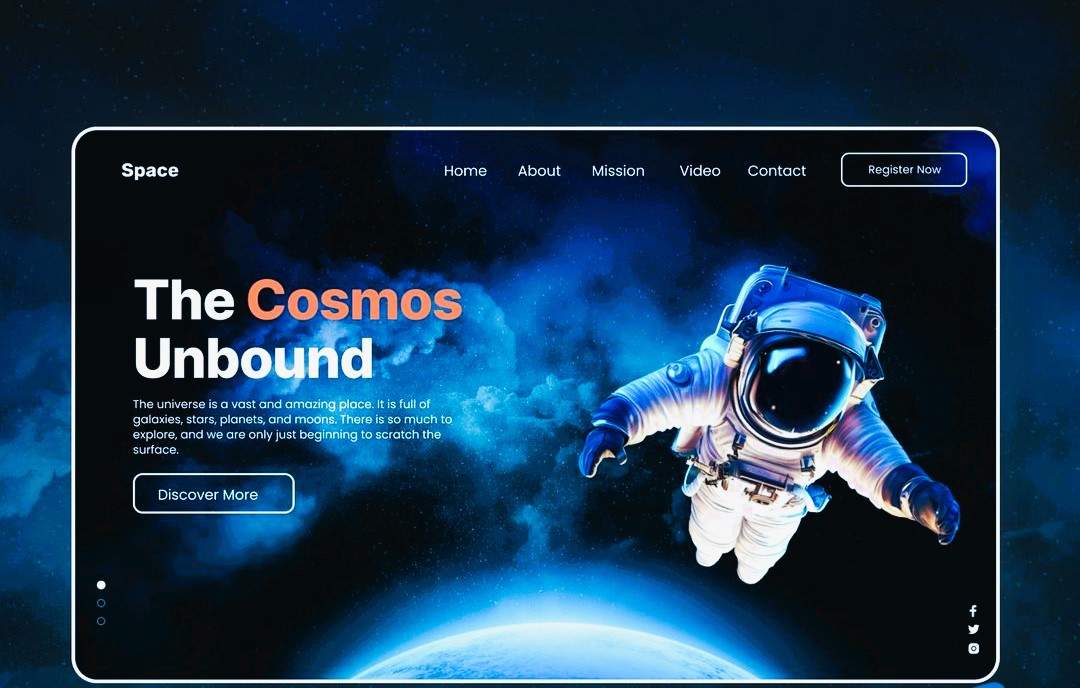 Space
Home About Mission Video Contact Register Now
The Cosmos
Unbound
The universe is a vast and amazing place. It is full of
galaxies, stars, planets, and moons. There is so much to
explore, and we are only just beginning to scratch the
surface.
Discover More